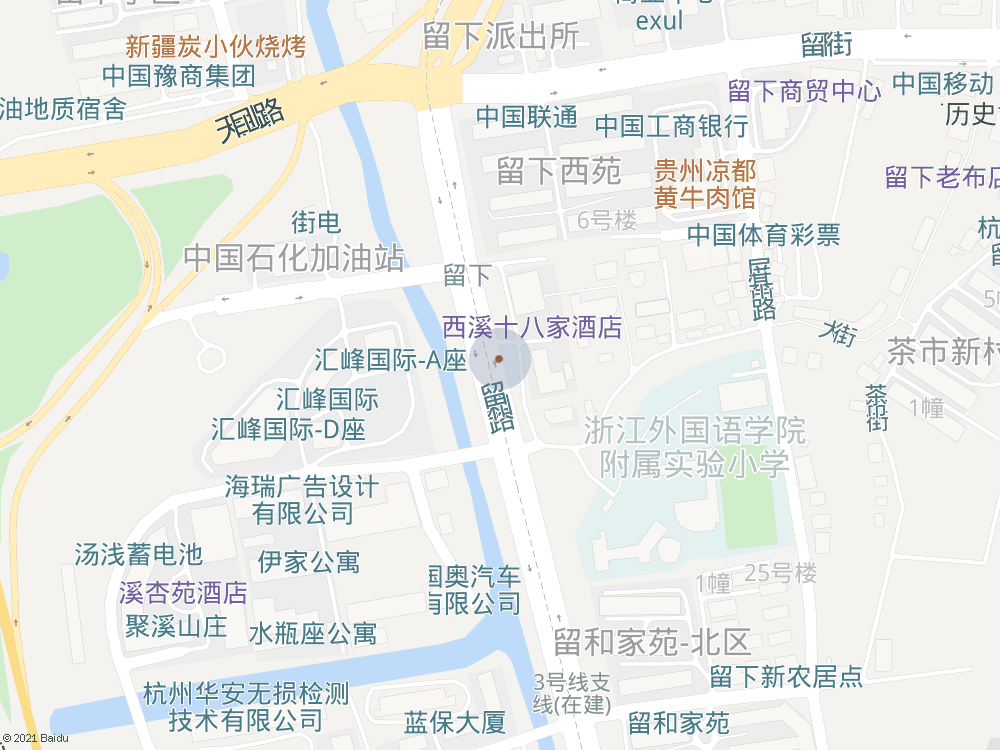 留下派出所
exul
留街
新疆炭小伙烧烤
中国豫商集团
油地质宿舍
天目山路
中国联通
中国工商银行
留下商贸中心
中国移动
历史
留下西苑
贵州凉都
黄牛肉馆
留下老布店
6号楼
街电
中国体育彩票
杭
留
中国石化加油站
留下
屏基路
5幢
西溪十八家酒店
大街
汇峰国际-A座
茶市新村
汇峰国际
留和路
茶市街
1幢
汇峰国际-D座
浙江外国语学院
附属实验小学
海瑞广告设计
有限公司
汤浅蓄电池
伊家公寓
国奥汽车
有限公司
溪杏苑酒店
1幢
25号楼
聚溪山庄
水瓶座公寓
留和家苑-北区
留下新农居点
3号线支
线(在建)
杭州华安无损检测
技术有限公司
蓝保大厦
留和家苑
© 2021 Baidu